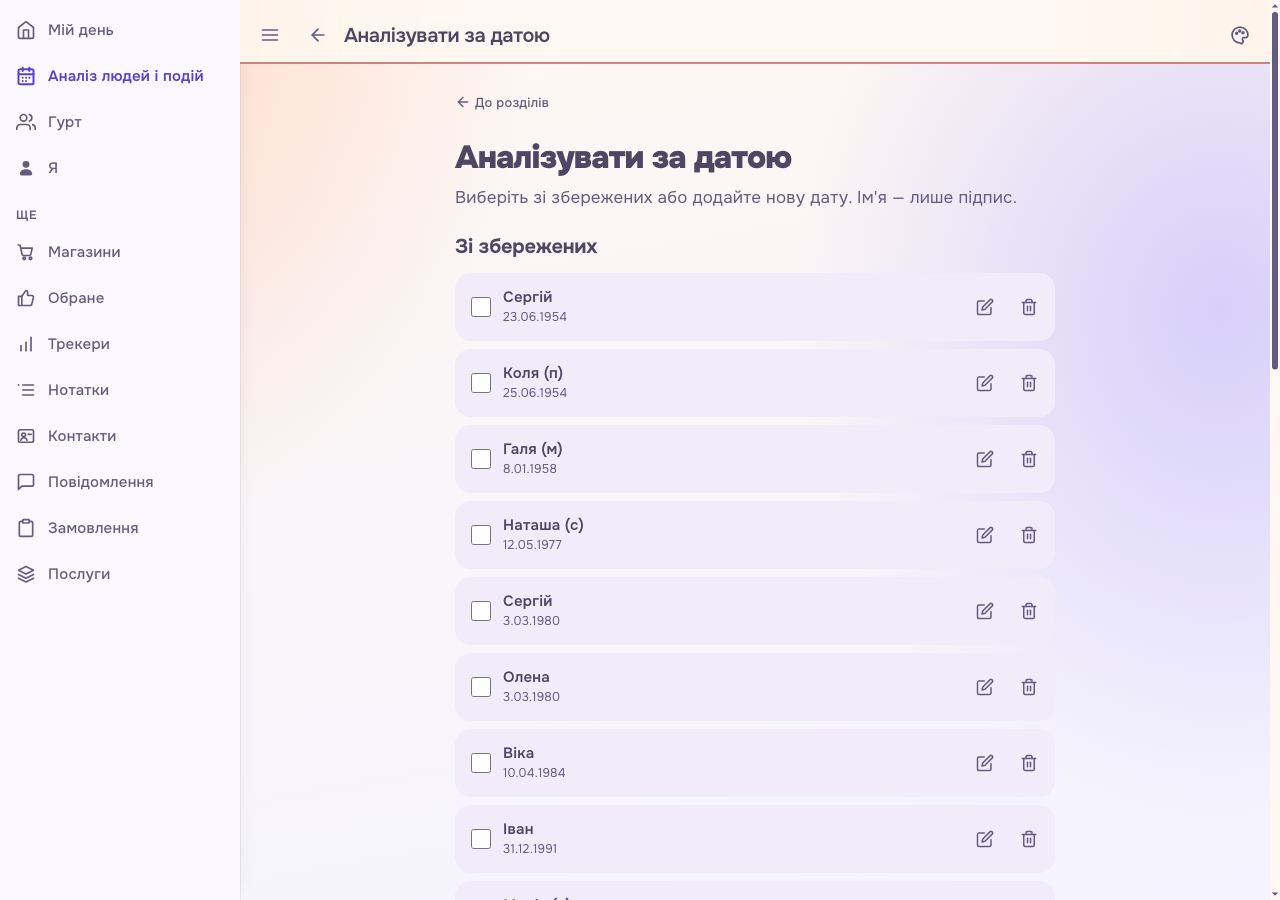 Мій день
Аналіз людей і подій
Гурт
Я
ЩЕ
Магазини
Обране
Трекери
Нотатки
Контакти
Повідомлення
Замовлення
Послуги
Аналізувати за датою
До розділів
Аналізувати за датою
Виберіть зі збережених або додайте нову дату. Ім'я — лише підпис.
Зі збережених
Сергій
23.06.1954
Коля (п)
25.06.1954
Галя (м)
8.01.1958
Наташа (с)
12.05.1977
Сергій
3.03.1980
Олена
3.03.1980
Віка
10.04.1984
Іван
31.12.1991